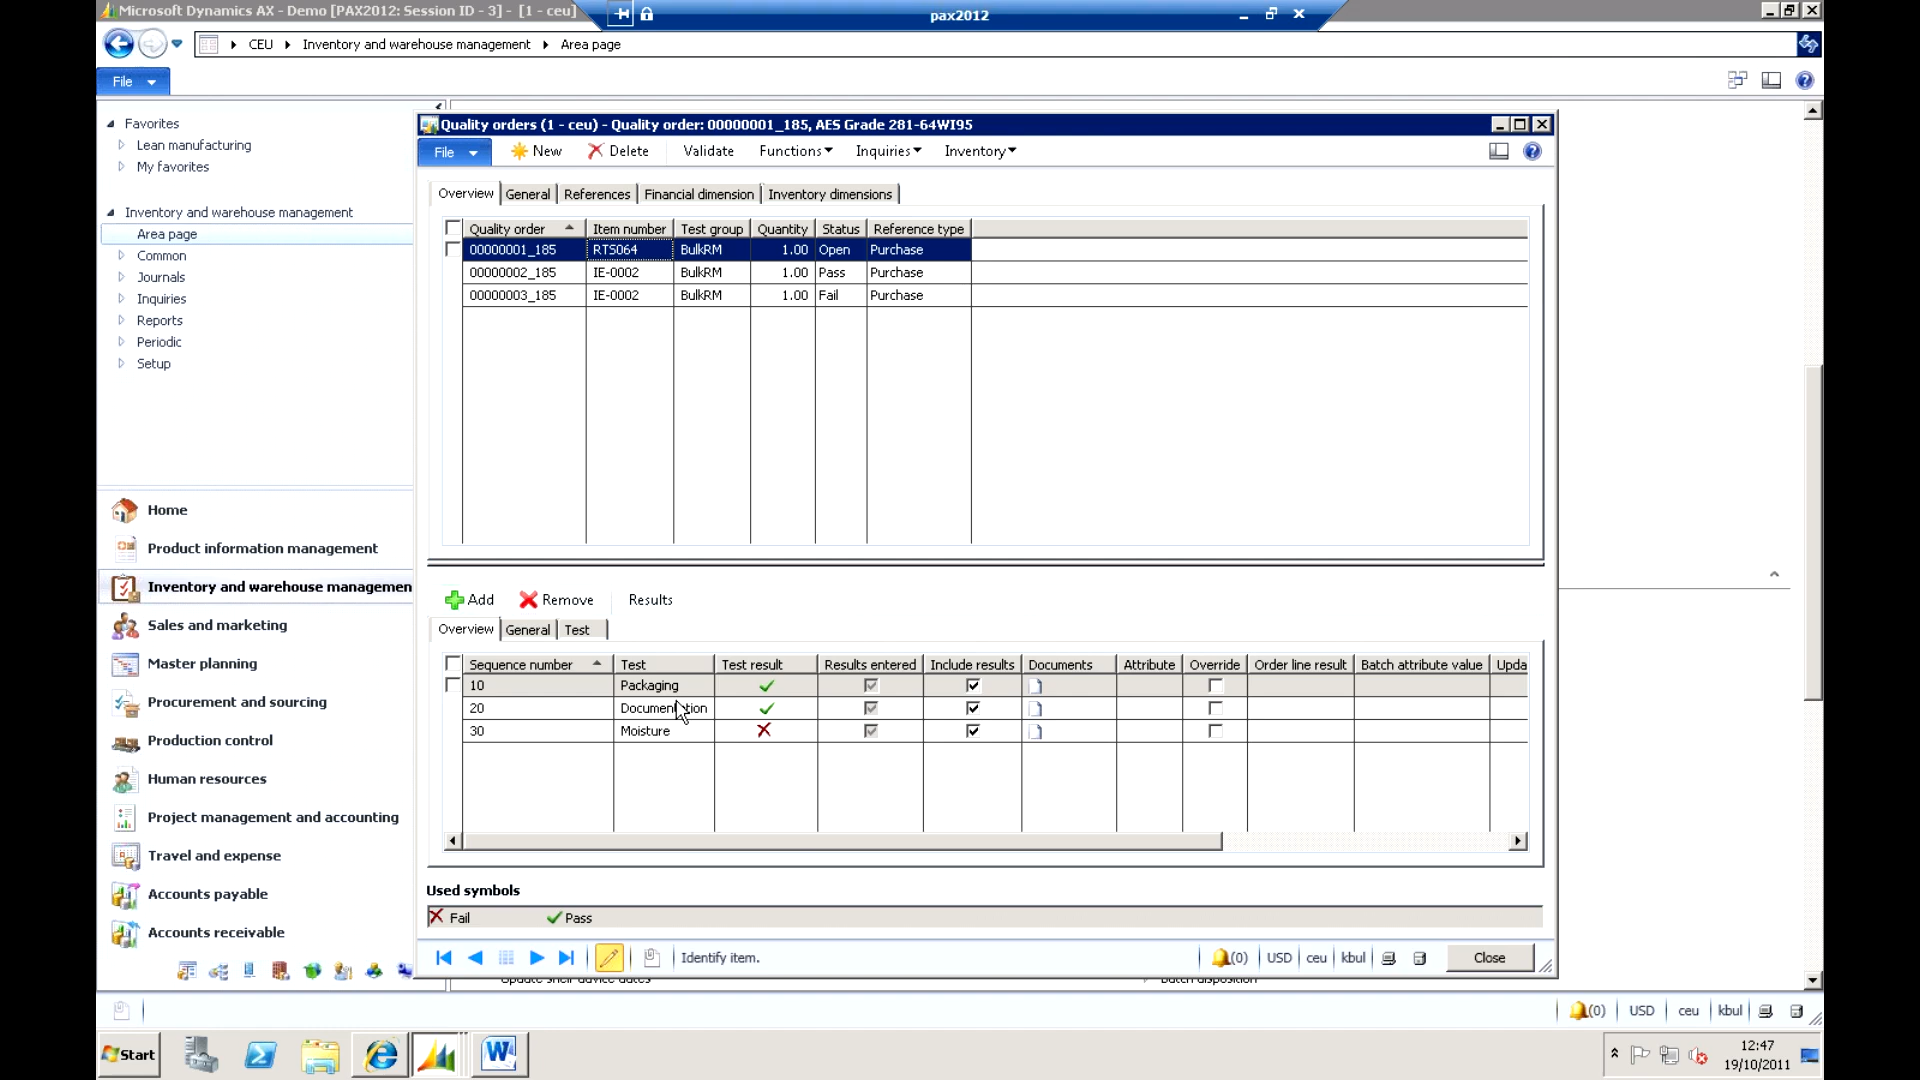 Microsoft Dynamics AX - Demo [PAX2012: Session ID - 3] - [1 - ceu]
pax2012
CEU Inventory and warehouse management Area page
File
Favorites
Lean manufacturing
My favorites
Inventory and warehouse management
Area page
Common
Journals
Inquiries
Reports
Periodic
Setup
Home
Product information management
Inventory and warehouse managemen
Sales and marketing
Master planning
Procurement and sourcing
Production control
Human resources
Project management and accounting
Travel and expense
Accounts payable
Accounts receivable
Quality orders (1 - ceu) - Quality order: 00000001_185, AES Grade 281-64WI95
File New Delete Validate Functions Inquiries Inventory
Overview General References Financial dimension Inventory dimensions
Quality order Item number Test group Quantity Status Reference type
00000001_185 RTS064 BulkRM 1.00 Open Purchase
00000002_185 IE-0002 BulkRM 1.00 Pass Purchase
00000003_185 IE-0002 BulkRM 1.00 Fail Purchase
Add Remove Results
Overview General Test
Sequence number Test Test result Results entered Include results Documents Attribute Override Order line result Batch attribute value Upda
10 Packaging
20
30 Moisture
Used symbols
Fail Pass
Identify item. (0) USD ceu kbul Close
(0) USD ceu kbul
Start
12:47
19/10/2011